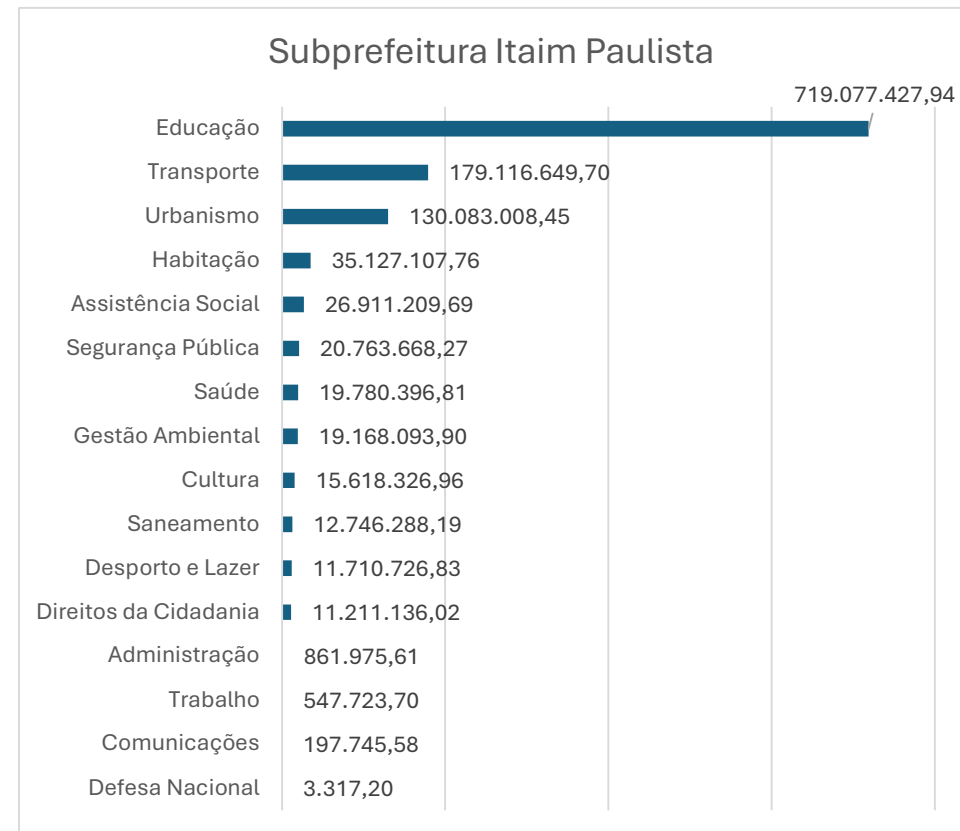 Subprefeitura Itaim Paulista
719.077.427,94
Educação
Transporte 179.116.649,70
Urbanismo 130.083.008,45
Habitação 35.127.107,76
Assistência Social 26.911.209,69
Segurança Pública 20.763.668,27
Saúde 19.780.396,81
Gestão Ambiental 19.168.093,90
Cultura 15.618.326,96
Saneamento 12.746.288,19
Desporto e Lazer 11.710.726,83
Direitos da Cidadania 11.211.136,02
Administração 861.975,61
Trabalho 547.723,70
Comunicações 197.745,58
Defesa Nacional 3.317,20